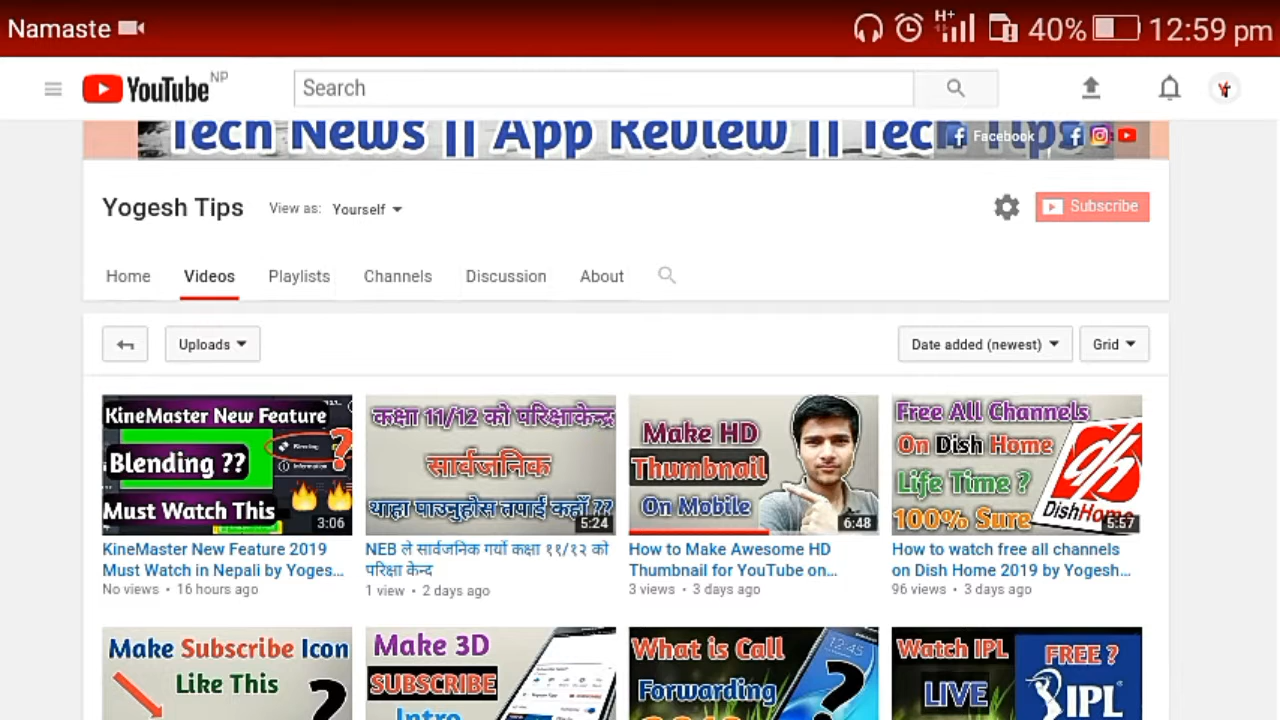 Namaste
H+
40%
12:59 pm
YouTube NP
Search
Tech News || App Review || Tech Tips
Facebook
Yogesh Tips
View as: Yourself
Subscribe
Home
Videos
Playlists
Channels
Discussion
About
Uploads
Date added (newest)
Grid
KineMaster New Feature
Blending ??
Blending
Information
?
Must Watch This
3:06
KineMaster New Feature 2019
Must Watch in Nepali by Yoges...
No views • 16 hours ago
कक्षा 11/12 को परिक्षाकेन्द्र
सार्वजनिक
थाहा पाउनुहोस तपाई कहाँ ??
5:24
NEB ले सार्वजनिक गर्यो कक्षा ११/१२ को
परिक्षा केन्द
1 view • 2 days ago
Make HD
Thumbnail
On Mobile
6:48
How to Make Awesome HD
Thumbnail for YouTube on...
3 views • 3 days ago
Free All Channels
On Dish Home
Life Time ?
100% Sure
dh
DishHome
5:57
How to watch free all channels
on Dish Home 2019 by Yogesh...
96 views • 3 days ago
Make Subscribe Icon
Like This
?
Make 3D
SUBSCRIBE
Intro
What is Call
Forwarding
2019
12:45
?
Watch IPL
LIVE
FREE ?
IPL